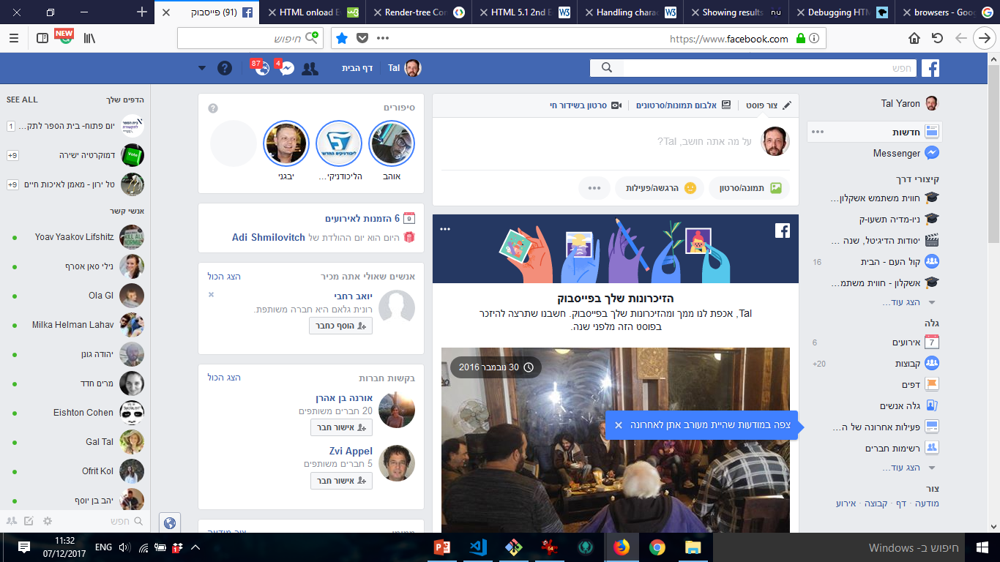 (91) פייסבוק
HTML onload E
Render-tree Co
HTML 5.1 2nd E
Handling charac
Showing results
Debugging HTM
browsers - Goo
NEW
חיפוש
https://www.facebook.com
חפש
Tal
דף הבית
4
87
Tal Yaron
חדשות
Messenger
קיצורי דרך
חווית משתמש אשקלון...
ניו-מדיה תשעו-ק
יסודות הדיגיטל, שנה ...
קול העם - הבית
16
אשקלון - חווית משתמ...
הצג עוד...
גלה
אירועים
6
קבוצות
20+
דפים
גלה אנשים
פעילות אחרונה של ה...
רשימות חברים
הצג עוד...
צור
מודעה · דף · קבוצה · אירוע
צור פוסט
אלבום תמונות/סרטונים
סרטון בשידור חי
על מה אתה חושב, Tal?
תמונה/סרטון
הרגשה/פעילות
הזיכרונות שלך בפייסבוק
Tal, אכפת לנו ממך ומהזיכרונות שלך בפייסבוק. חשבנו שתרצה להיזכר
בפוסט הזה מלפני שנה.
30 נובמבר 2016
צפה במודעות שהיית מעורב אתן לאחרונה
סיפורים
אוהב
הליכודניקי...
יבגני
9
6 הזמנות לאירועים
היום הוא יום ההולדת של Adi Shmilovitch
אנשים שאולי אתה מכיר
הצג הכול
יואב רחבי
רונית גלאם היא חברה משותפת.
הוסף כחבר
בקשות חברות
הצג הכול
אורנה בן אהרן
20 חברים משותפים
אישור חבר
Zvi Appel
5 חברים משותפים
אישור חבר
הדפים שלך
SEE ALL
יום פתוח- בית הספר לתק...
1
דמוקרטיה ישירה
9+
טל ירון - מאמן לאיכות חיים
9+
אנשי קשר
Yoav Yaakov Lifshitz
נילי סאן אסרף
Ola Gl
Milka Helman Lahav
יהודה גונן
מרים חדד
Eishton Cohen
Gal Tal
Ofrit Kol
יהב בן יוסף
חפש
חיפוש ב- Windows
ENG
11:32
07/12/2017